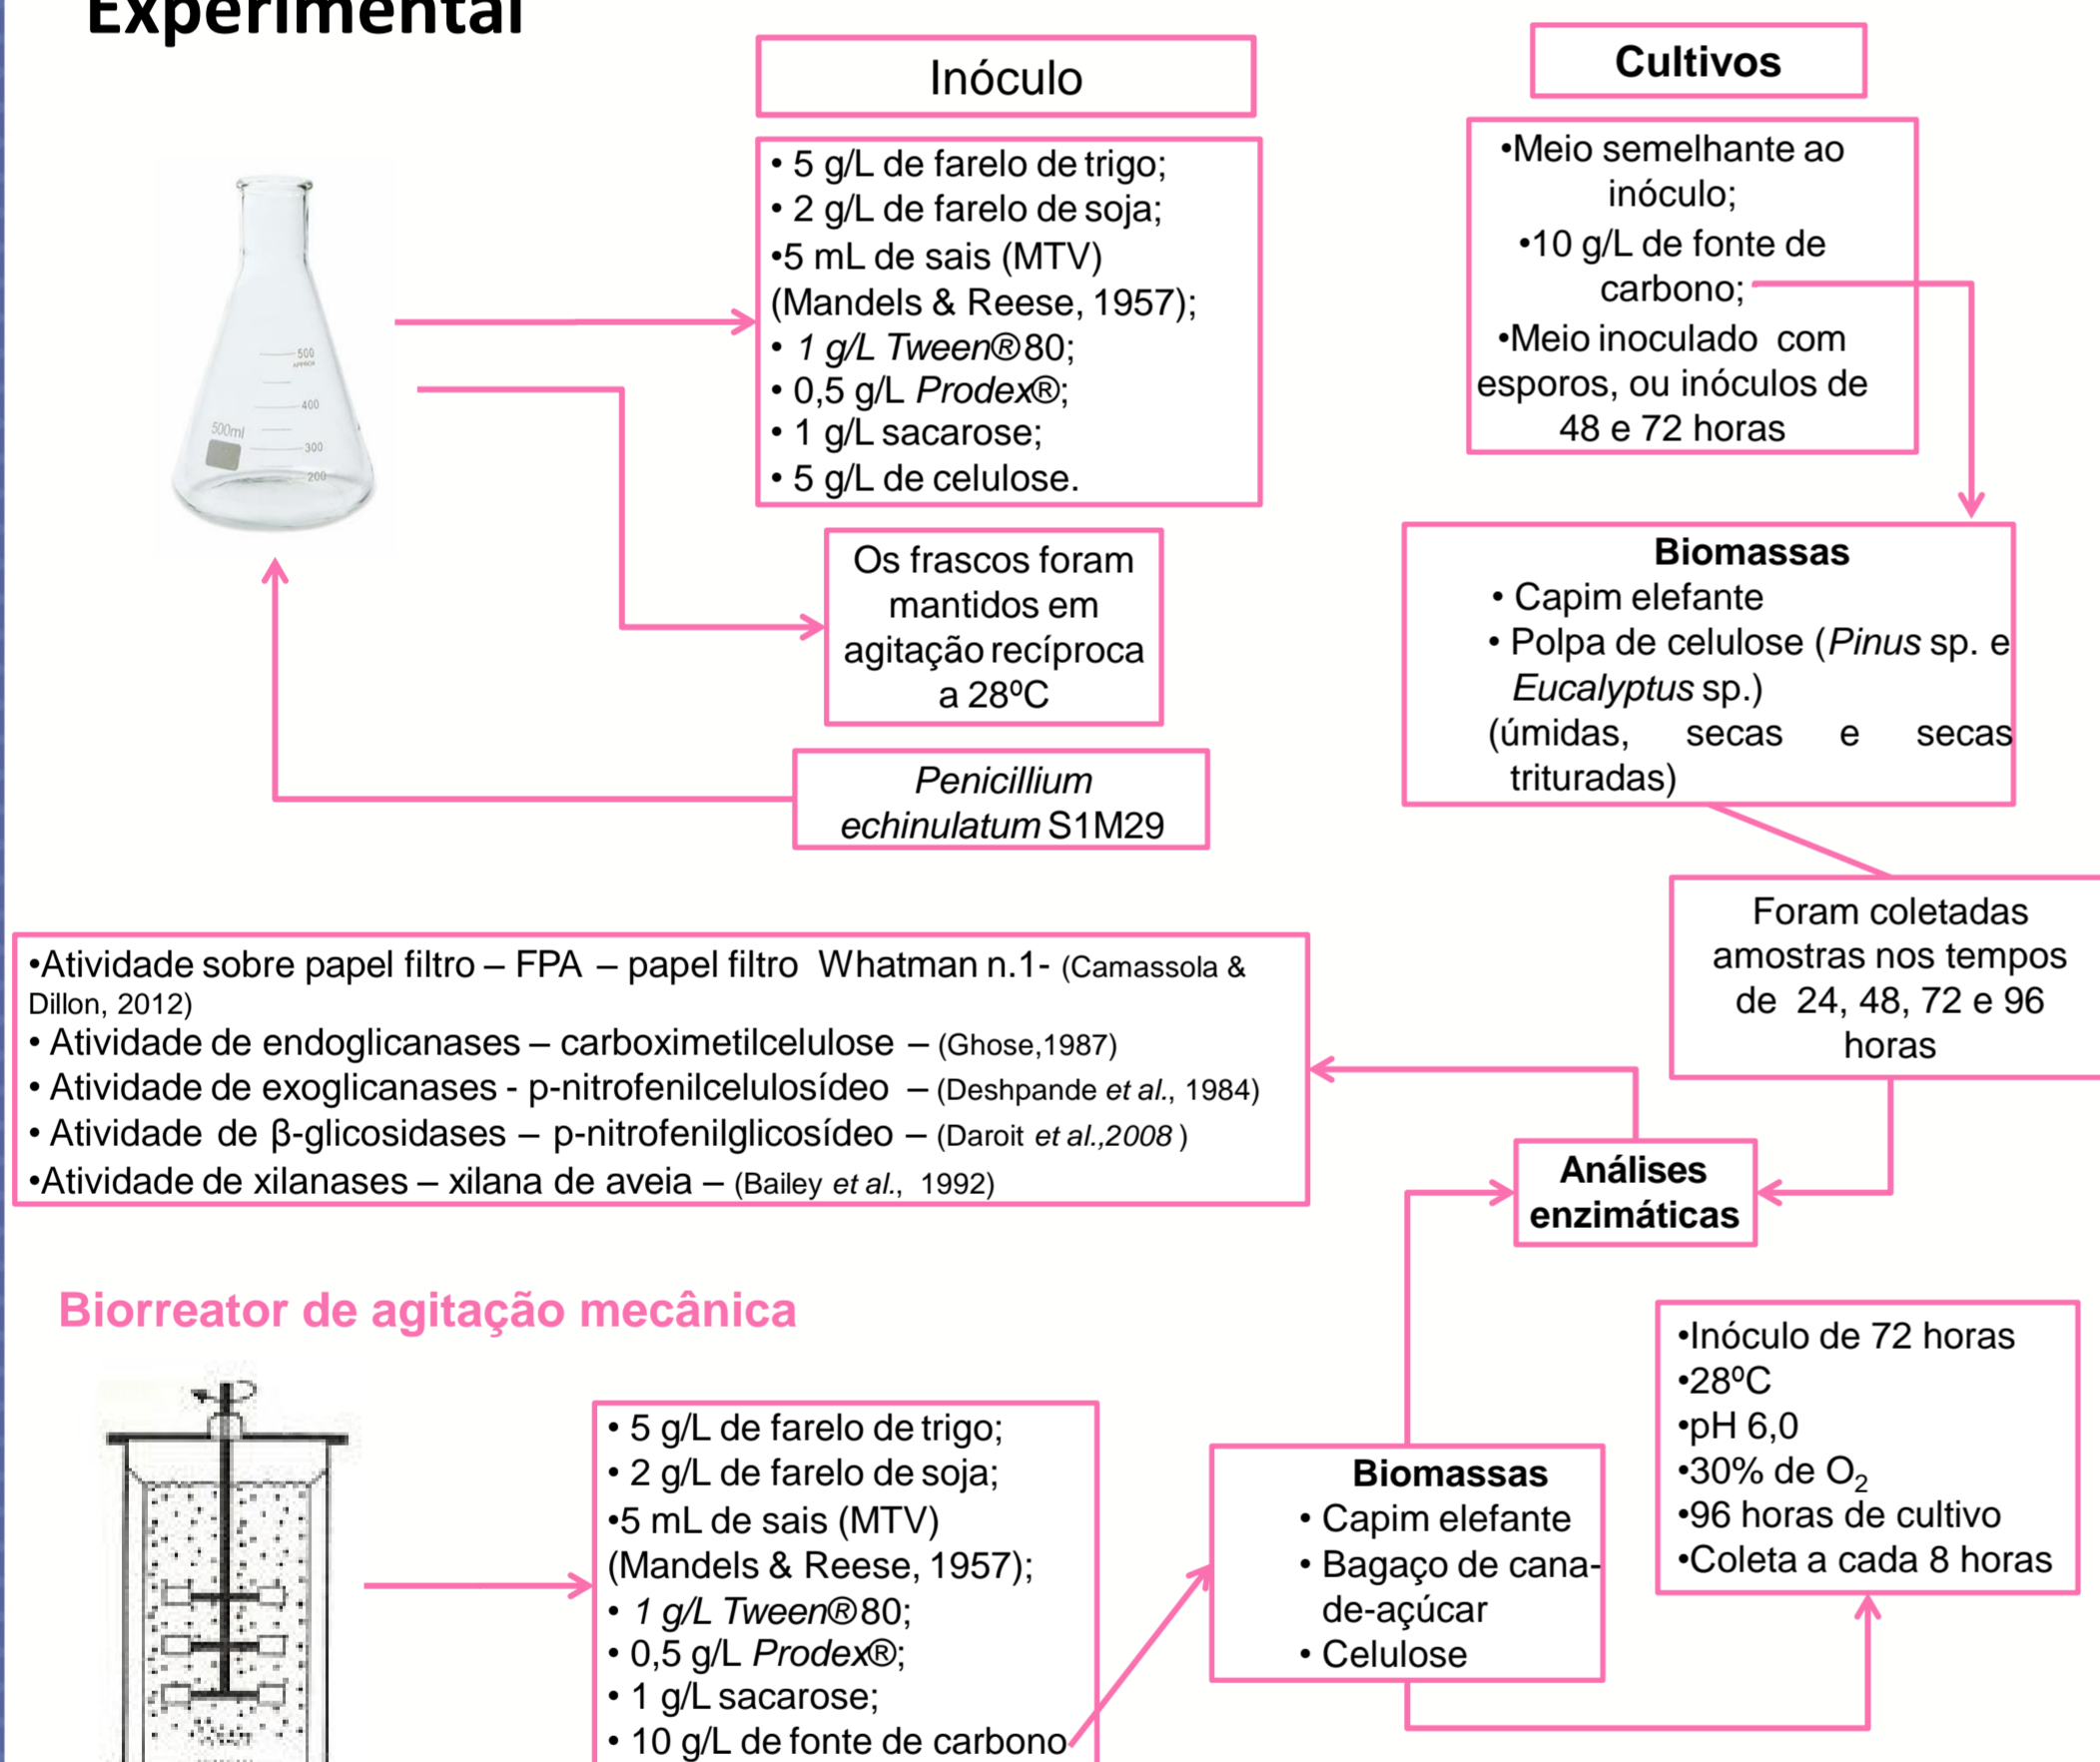 Experimental
Inóculo
• 5 g/L de farelo de trigo;
• 2 g/L de farelo de soja;
•5 mL de sais (MTV)
(Mandels & Reese, 1957);
• 1 g/L Tween®80;
• 0,5 g/L Prodex®;
• 1 g/L sacarose;
• 5 g/L de celulose.
500
APPROX
400
500ml
300
200
Os frascos foram
mantidos em
agitação recíproca
a 28ºC
Penicillium
echinulatum S1M29
Cultivos
•Meio semelhante ao
inóculo;
•10 g/L de fonte de
carbono;
•Meio inoculado com
esporos, ou inóculos de
48 e 72 horas
Biomassas
• Capim elefante
• Polpa de celulose (Pinus sp. e
Eucalyptus sp.)
(úmidas, secas e secas
trituradas)
Foram coletadas
amostras nos tempos
de 24, 48, 72 e 96
horas
Análises
enzimáticas
•Atividade sobre papel filtro – FPA – papel filtro Whatman n.1- (Camassola &
Dillon, 2012)
• Atividade de endoglicanases – carboximetilcelulose – (Ghose,1987)
• Atividade de exoglicanases - p-nitrofenilcelulosídeo – (Deshpande et al., 1984)
• Atividade de β-glicosidases – p-nitrofenilglicosídeo – (Daroit et al.,2008 )
•Atividade de xilanases – xilana de aveia – (Bailey et al., 1992)
Biorreator de agitação mecânica
• 5 g/L de farelo de trigo;
• 2 g/L de farelo de soja;
•5 mL de sais (MTV)
(Mandels & Reese, 1957);
• 1 g/L Tween®80;
• 0,5 g/L Prodex®;
• 1 g/L sacarose;
• 10 g/L de fonte de carbono
Biomassas
• Capim elefante
• Bagaço de cana-
de-açúcar
• Celulose
•Inóculo de 72 horas
•28ºC
•pH 6,0
•30% de O₂
•96 horas de cultivo
•Coleta a cada 8 horas